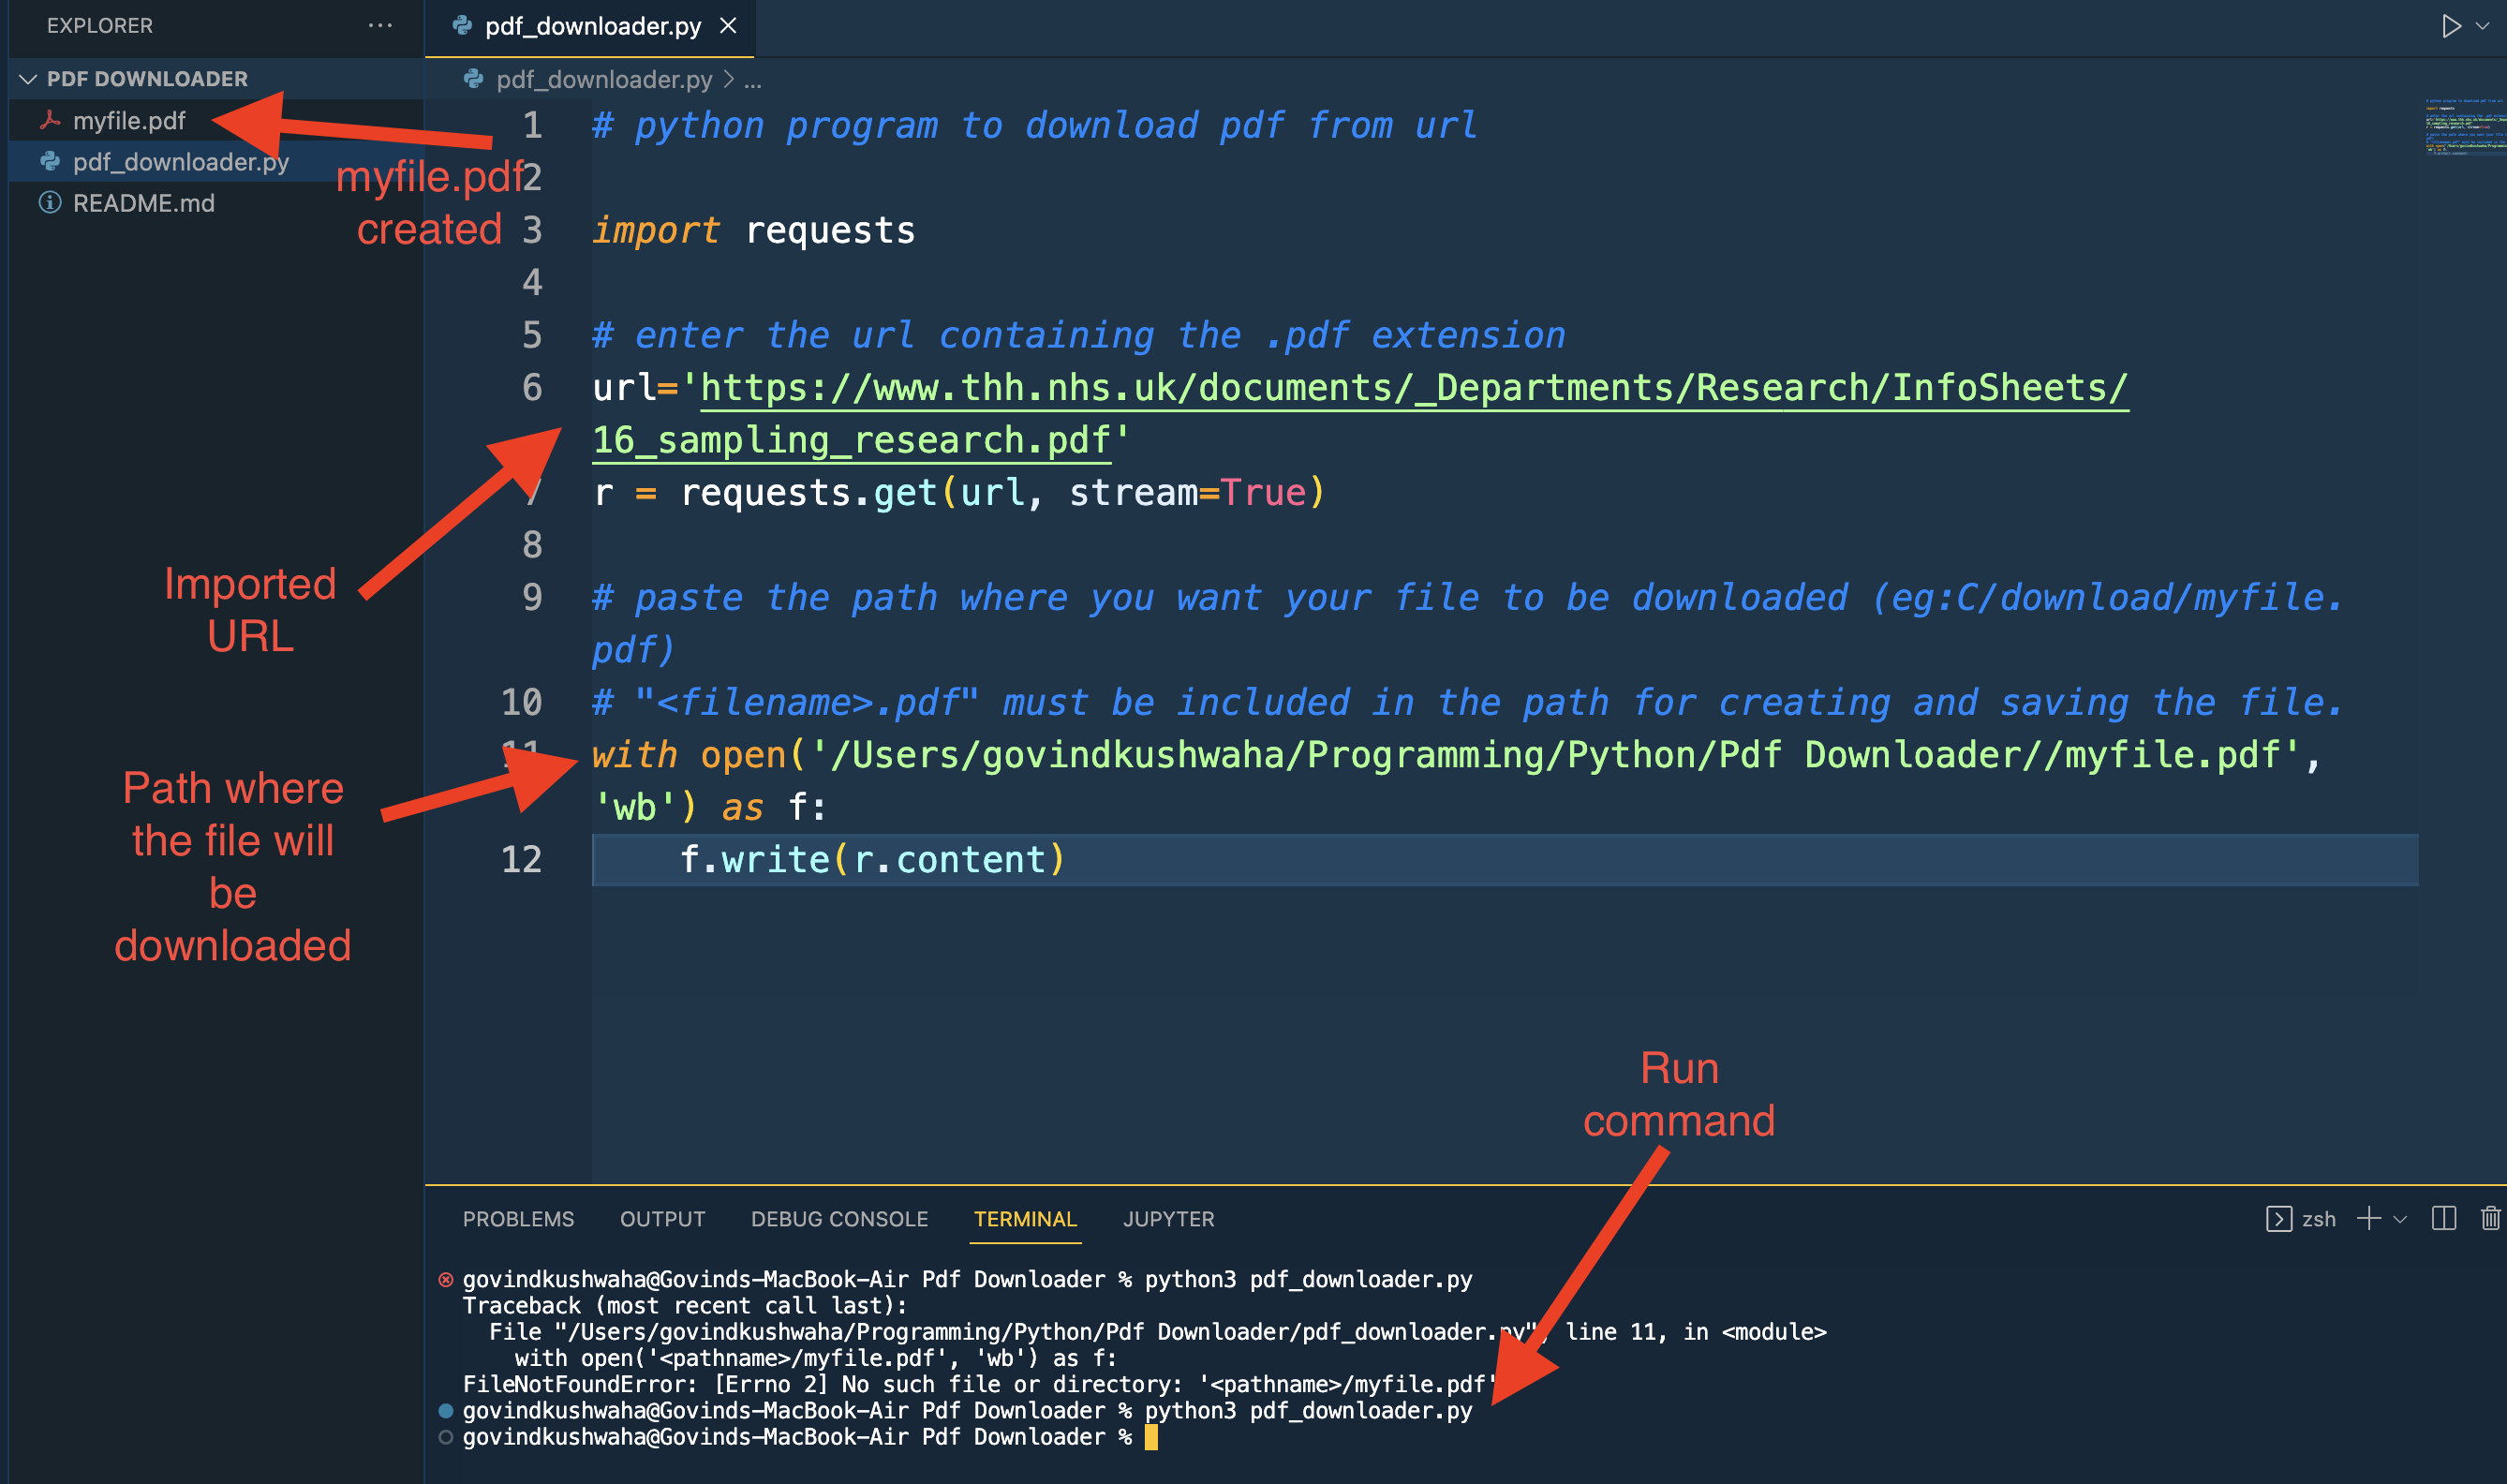 EXPLORER ...
pdf_downloader.py
PDF DOWNLOADER
myfile.pdf
pdf_downloader.py
README.md
myfile.pdf
created
Imported
URL
Path where
the file will
be
downloaded
pdf_downloader.py > ...
1 # python program to download pdf from url
2
3 import requests
4
5 # enter the url containing the .pdf extension
6 url='https://www.thh.nhs.uk/documents/_Departments/Research/InfoSheets/
16_sampling_research.pdf'
7 r = requests.get(url, stream=True)
8
9 # paste the path where you want your file to be downloaded (eg:C/download/myfile.
pdf)
10 # "<filename>.pdf" must be included in the path for creating and saving the file.
11 with open('/Users/govindkushwaha/Programming/Python/Pdf Downloader//myfile.pdf',
'wb') as f:
12 f.write(r.content)
Run
command
PROBLEMS OUTPUT DEBUG CONSOLE TERMINAL JUPYTER zsh
govindkushwaha@Govinds-MacBook-Air Pdf Downloader % python3 pdf_downloader.py
Traceback (most recent call last):
File "/Users/govindkushwaha/Programming/Python/Pdf Downloader/pdf_downloader.py", line 11, in <module>
with open('<pathname>/myfile.pdf', 'wb') as f:
FileNotFoundError: [Errno 2] No such file or directory: '<pathname>/myfile.pdf'
govindkushwaha@Govinds-MacBook-Air Pdf Downloader % python3 pdf_downloader.py
govindkushwaha@Govinds-MacBook-Air Pdf Downloader %